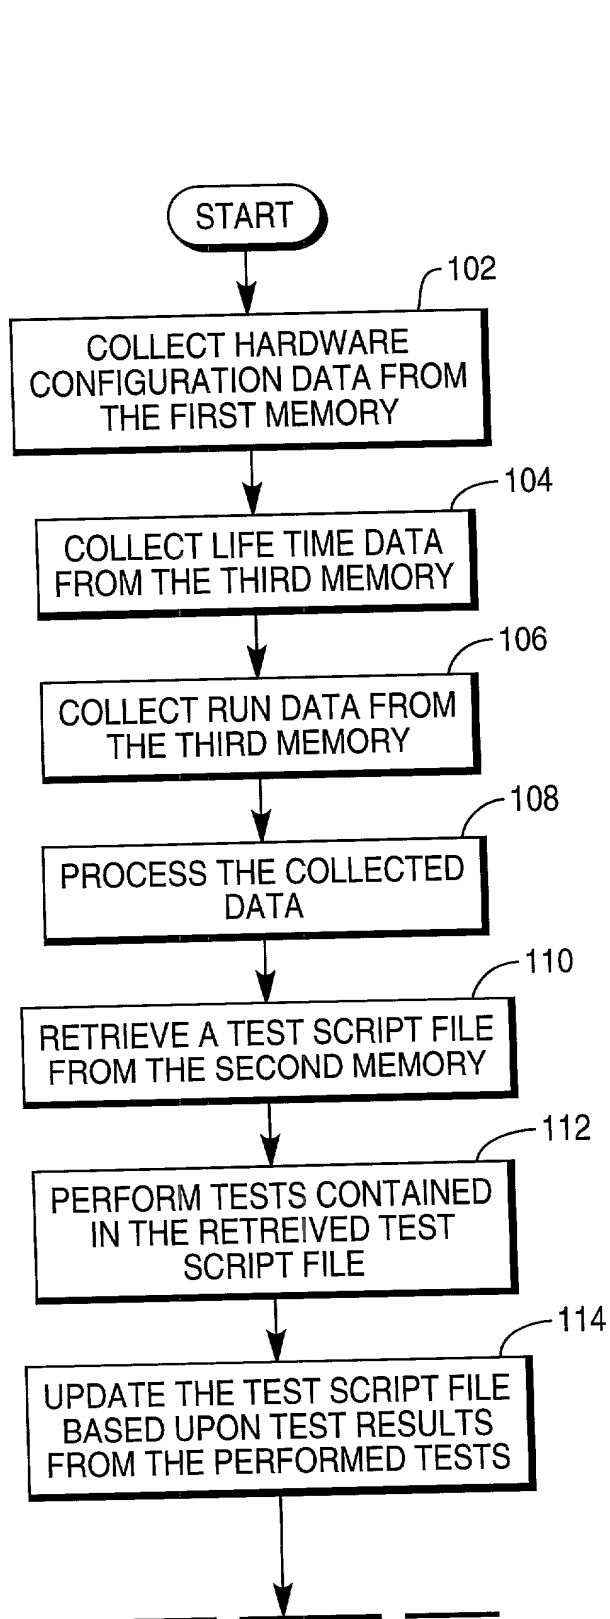 START
102
COLLECT HARDWARE
CONFIGURATION DATA FROM
THE FIRST MEMORY
104
COLLECT LIFE TIME DATA
FROM THE THIRD MEMORY
106
COLLECT RUN DATA FROM
THE THIRD MEMORY
108
PROCESS THE COLLECTED
DATA
110
RETRIEVE A TEST SCRIPT FILE
FROM THE SECOND MEMORY
112
PERFORM TESTS CONTAINED
IN THE RETREIVED TEST
SCRIPT FILE
114
UPDATE THE TEST SCRIPT FILE
BASED UPON TEST RESULTS
FROM THE PERFORMED TESTS